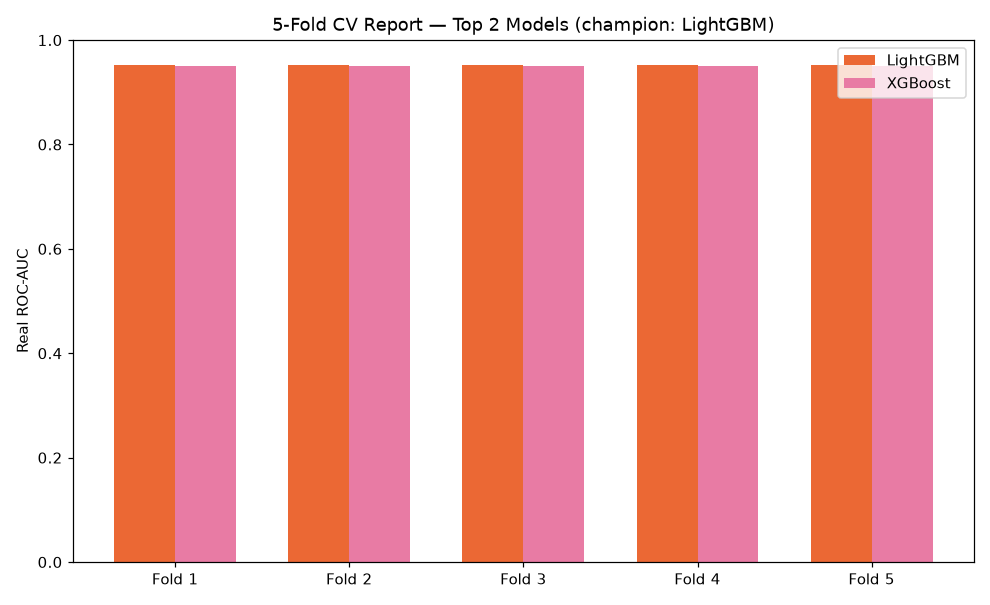 5-Fold CV Report — Top 2 Models (champion: LightGBM)
LightGBM
XGBoost
Real ROC-AUC
1.0
0.8
0.6
0.4
0.2
0.0
Fold 1
Fold 2
Fold 3
Fold 4
Fold 5